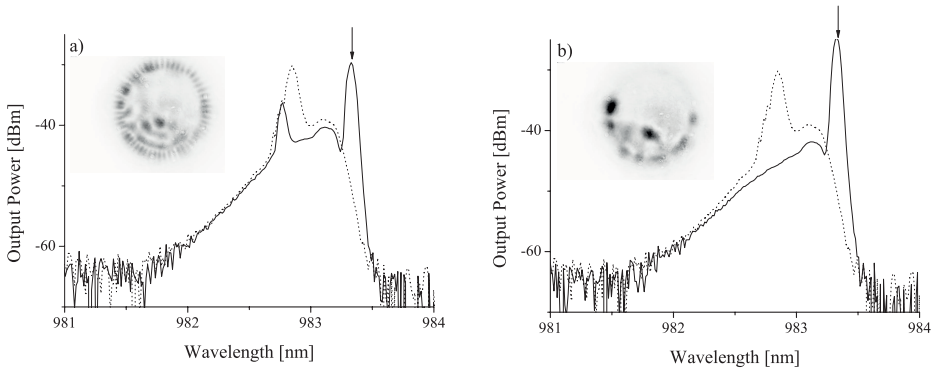 a)
Output Power [dBm]
-40
-60
981 982 983 984
Wavelength [nm]
b)
Output Power [dBm]
-40
-60
981 982 983 984
Wavelength [nm]